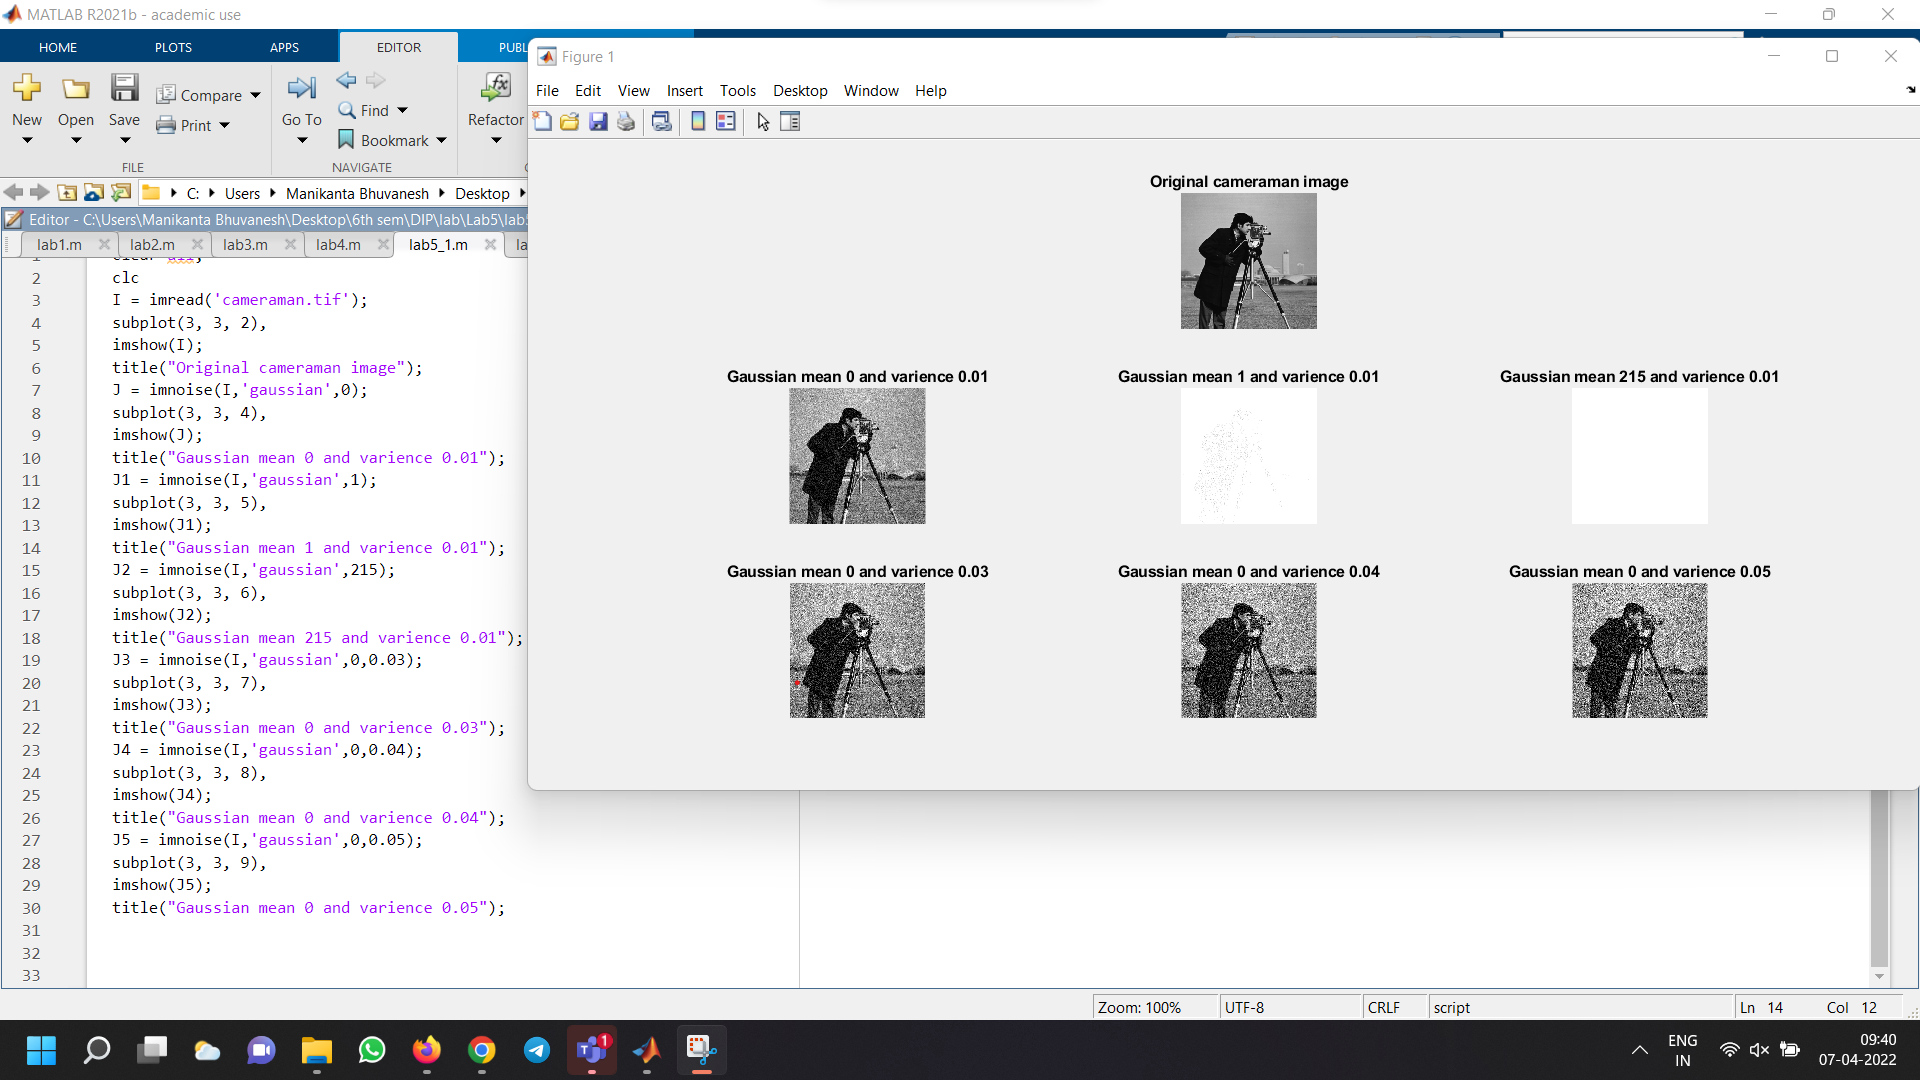 MATLAB R2021b - academic use
HOME PLOTS APPS EDITOR PUBL
New Open Save Compare Print FILE
Go To Find Bookmark NAVIGATE
Refactor
C: Users Manikanta Bhuvanesh Desktop
Editor - C:\Users\Manikanta Bhuvanesh\Desktop\6th sem\DIP\lab\Lab5\lab5
lab1.m lab2.m lab3.m lab4.m lab5_1.m la
1 clear all;
2 clc
3 I = imread('cameraman.tif');
4 subplot(3, 3, 2),
5 imshow(I);
6 title("Original cameraman image");
7 J = imnoise(I,'gaussian',0);
8 subplot(3, 3, 4),
9 imshow(J);
10 title("Gaussian mean 0 and varience 0.01");
11 J1 = imnoise(I,'gaussian',1);
12 subplot(3, 3, 5),
13 imshow(J1);
14 title("Gaussian mean 1 and varience 0.01");
15 J2 = imnoise(I,'gaussian',215);
16 subplot(3, 3, 6),
17 imshow(J2);
18 title("Gaussian mean 215 and varience 0.01");
19 J3 = imnoise(I,'gaussian',0,0.03);
20 subplot(3, 3, 7),
21 imshow(J3);
22 title("Gaussian mean 0 and varience 0.03");
23 J4 = imnoise(I,'gaussian',0,0.04);
24 subplot(3, 3, 8),
25 imshow(J4);
26 title("Gaussian mean 0 and varience 0.04");
27 J5 = imnoise(I,'gaussian',0,0.05);
28 subplot(3, 3, 9),
29 imshow(J5);
30 title("Gaussian mean 0 and varience 0.05");
31
32
33
Figure 1
File Edit View Insert Tools Desktop Window Help
Original cameraman image
Gaussian mean 0 and varience 0.01
Gaussian mean 1 and varience 0.01
Gaussian mean 215 and varience 0.01
Gaussian mean 0 and varience 0.03
Gaussian mean 0 and varience 0.04
Gaussian mean 0 and varience 0.05
Zoom: 100% UTF-8 CRLF script Ln 14 Col 12
1
ENG
IN
09:40
07-04-2022